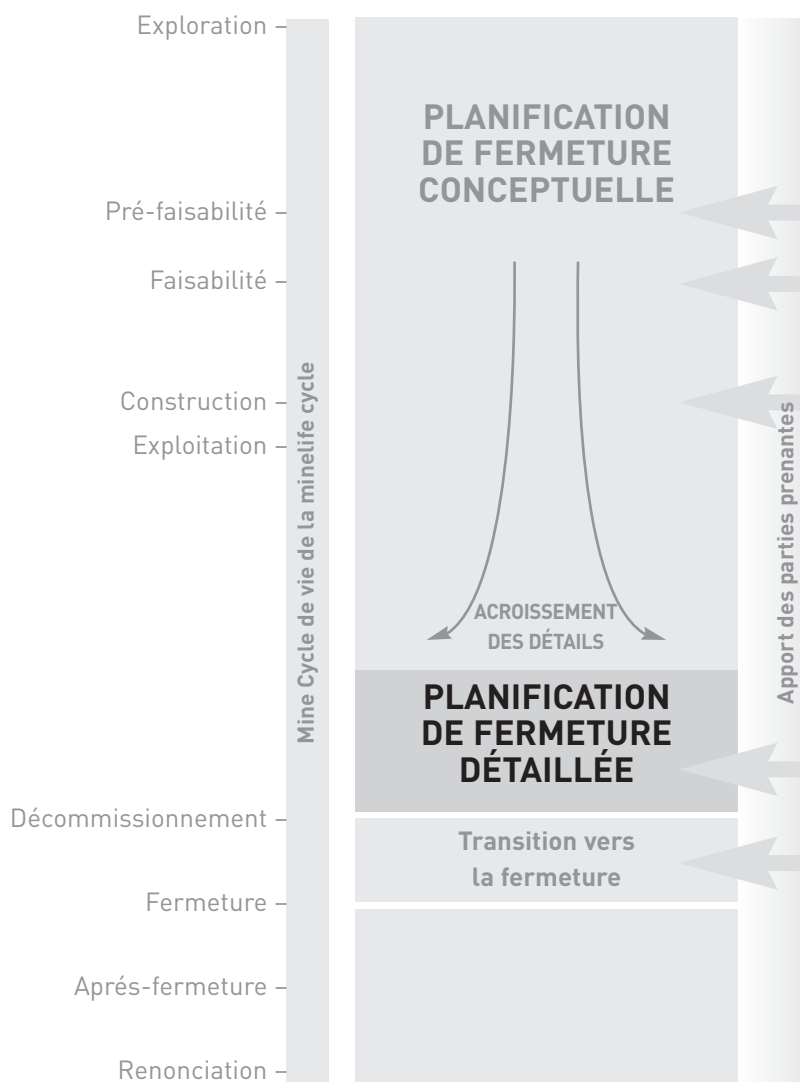 Exploration
PLANIFICATION
DE FERMETURE
CONCEPTUELLE
Pré-faisabilité
Faisabilité
Construction
Exploitation
Mine Cycle de vie de la minelife cycle
Apport des parties prenantes
ACROISSEMENT
DES DÉTAILS
PLANIFICATION
DE FERMETURE
DÉTAILLÉE
Décommissionnement
Transition vers
la fermeture
Fermeture
Aprés-fermeture
Renonciation